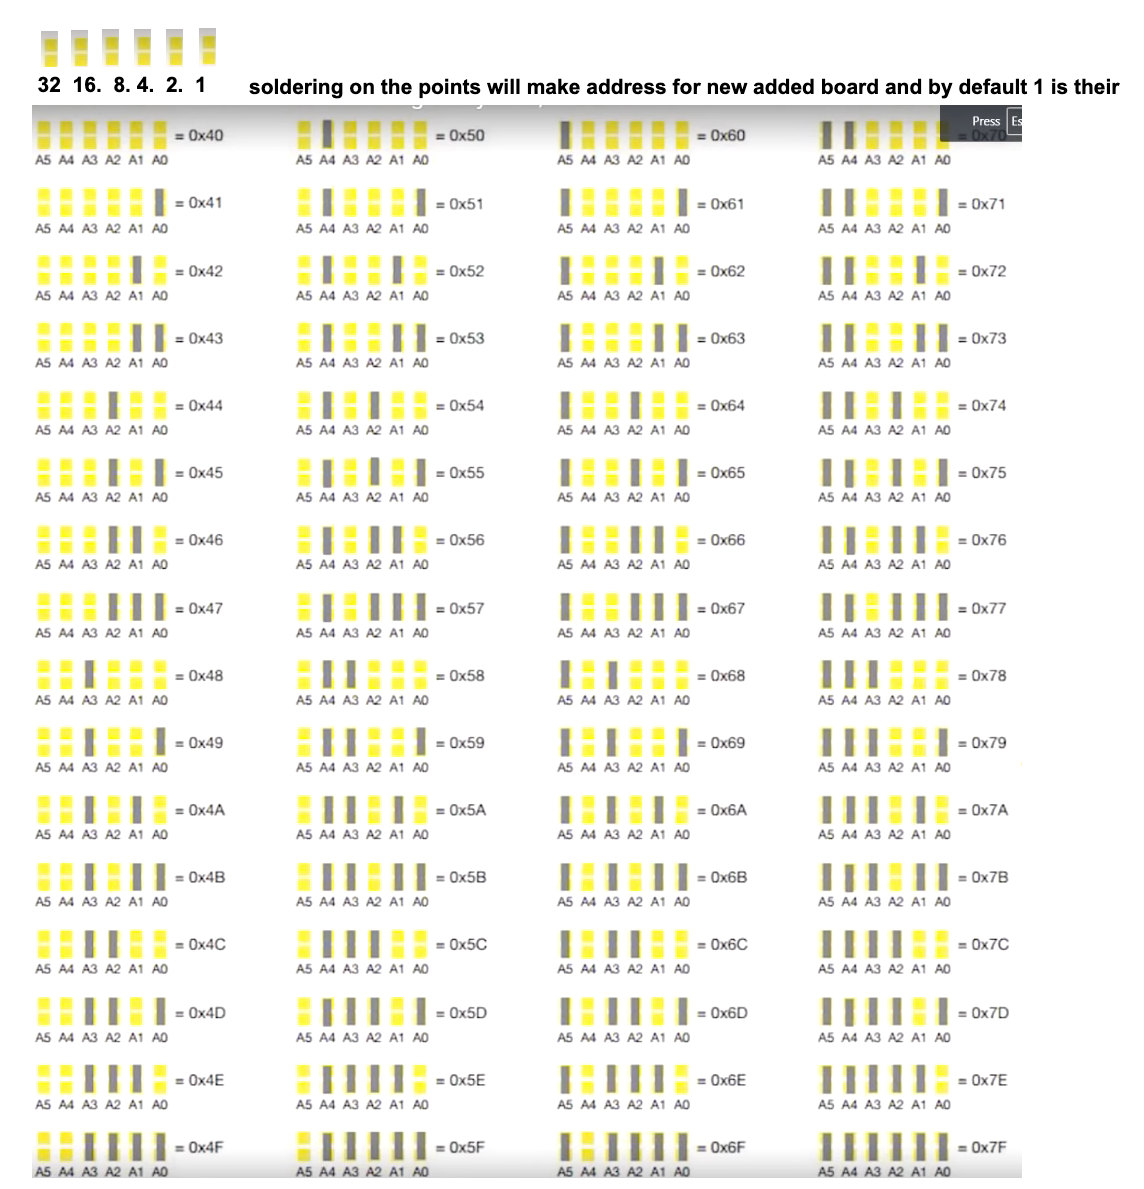 32 16. 8. 4. 2. 1 soldering on the points will make address for new added board and by default 1 is their
Press Es
= 0x40 = 0x50 = 0x60 = 0x70
A5 A4 A3 A2 A1 A0 A5 A4 A3 A2 A1 A0 A5 A4 A3 A2 A1 A0 A5 A4 A3 A2 A1 A0
= 0x41 = 0x51 = 0x61 = 0x71
A5 A4 A3 A2 A1 A0 A5 A4 A3 A2 A1 A0 A5 A4 A3 A2 A1 A0 A5 A4 A3 A2 A1 A0
= 0x42 = 0x52 = 0x62 = 0x72
A5 A4 A3 A2 A1 A0 A5 A4 A3 A2 A1 A0 A5 A4 A3 A2 A1 A0 A5 A4 A3 A2 A1 A0
= 0x43 = 0x53 = 0x63 = 0x73
A5 A4 A3 A2 A1 A0 A5 A4 A3 A2 A1 A0 A5 A4 A3 A2 A1 A0 A5 A4 A3 A2 A1 A0
= 0x44 = 0x54 = 0x64 = 0x74
A5 A4 A3 A2 A1 A0 A5 A4 A3 A2 A1 A0 A5 A4 A3 A2 A1 A0 A5 A4 A3 A2 A1 A0
= 0x45 = 0x55 = 0x65 = 0x75
A5 A4 A3 A2 A1 A0 A5 A4 A3 A2 A1 A0 A5 A4 A3 A2 A1 A0 A5 A4 A3 A2 A1 A0
= 0x46 = 0x56 = 0x66 = 0x76
A5 A4 A3 A2 A1 A0 A5 A4 A3 A2 A1 A0 A5 A4 A3 A2 A1 A0 A5 A4 A3 A2 A1 A0
= 0x47 = 0x57 = 0x67 = 0x77
A5 A4 A3 A2 A1 A0 A5 A4 A3 A2 A1 A0 A5 A4 A3 A2 A1 A0 A5 A4 A3 A2 A1 A0
= 0x48 = 0x58 = 0x68 = 0x78
A5 A4 A3 A2 A1 A0 A5 A4 A3 A2 A1 A0 A5 A4 A3 A2 A1 A0 A5 A4 A3 A2 A1 A0
= 0x49 = 0x59 = 0x69 = 0x79
A5 A4 A3 A2 A1 A0 A5 A4 A3 A2 A1 A0 A5 A4 A3 A2 A1 A0 A5 A4 A3 A2 A1 A0
= 0x4A = 0x5A = 0x6A = 0x7A
A5 A4 A3 A2 A1 A0 A5 A4 A3 A2 A1 A0 A5 A4 A3 A2 A1 A0 A5 A4 A3 A2 A1 A0
= 0x4B = 0x5B = 0x6B = 0x7B
A5 A4 A3 A2 A1 A0 A5 A4 A3 A2 A1 A0 A5 A4 A3 A2 A1 A0 A5 A4 A3 A2 A1 A0
= 0x4C = 0x5C = 0x6C = 0x7C
A5 A4 A3 A2 A1 A0 A5 A4 A3 A2 A1 A0 A5 A4 A3 A2 A1 A0 A5 A4 A3 A2 A1 A0
= 0x4D = 0x5D = 0x6D = 0x7D
A5 A4 A3 A2 A1 A0 A5 A4 A3 A2 A1 A0 A5 A4 A3 A2 A1 A0 A5 A4 A3 A2 A1 A0
= 0x4E = 0x5E = 0x6E = 0x7E
A5 A4 A3 A2 A1 A0 A5 A4 A3 A2 A1 A0 A5 A4 A3 A2 A1 A0 A5 A4 A3 A2 A1 A0
= 0x4F = 0x5F = 0x6F = 0x7F
A5 A4 A3 A2 A1 A0 A5 A4 A3 A2 A1 A0 A5 A4 A3 A2 A1 A0 A5 A4 A3 A2 A1 A0